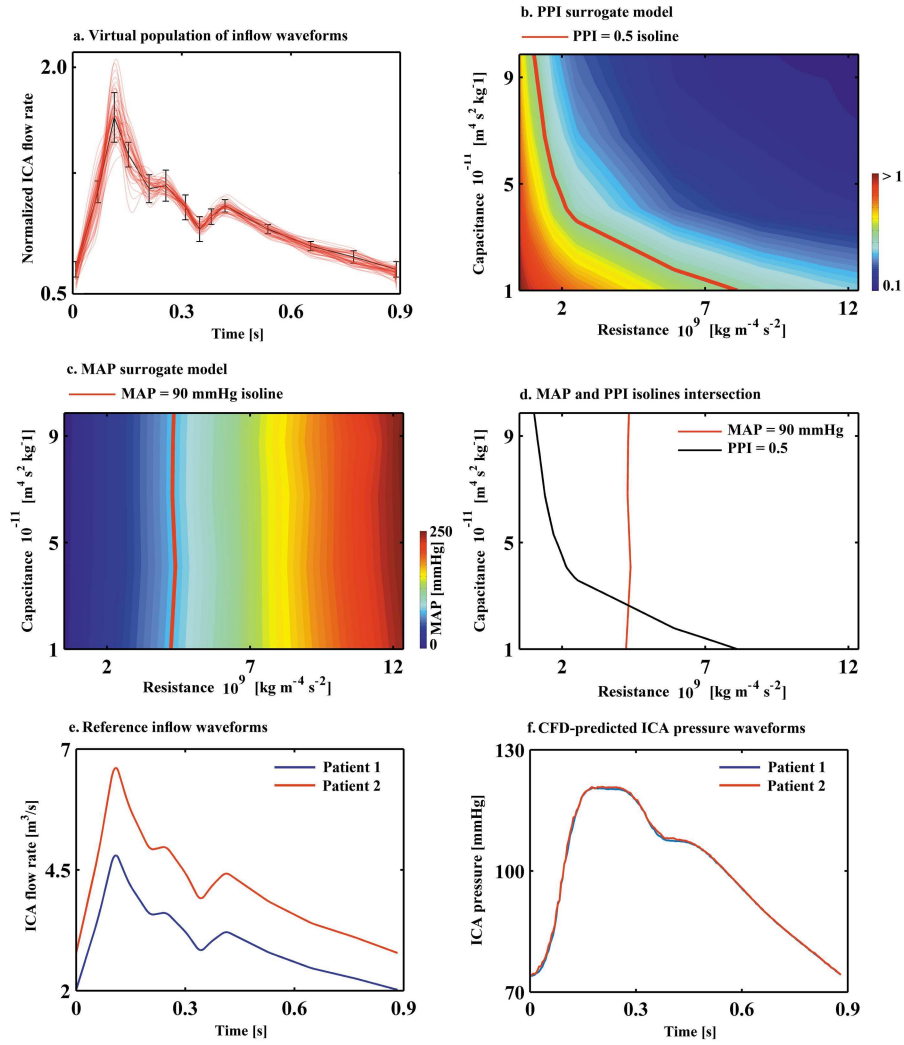 a. Virtual population of inflow waveforms
2.0
0.5
Normalized ICA flow rate
0
0.3
0.6
0.9
Time [s]
b. PPI surrogate model
PPI = 0.5 isoline
9
5
1
Capacitance 10^-11 [m^4 s^2 kg^-1]
2
7
12
Resistance 10^9 [kg m^-4 s^-2]
> 1
0.1
c. MAP surrogate model
MAP = 90 mmHg isoline
9
5
1
Capacitance 10^-11 [m^4 s^2 kg^-1]
2
7
12
Resistance 10^9 [kg m^-4 s^-2]
250
0
MAP [mmHg]
d. MAP and PPI isolines intersection
MAP = 90 mmHg
PPI = 0.5
9
5
1
Capacitance 10^-11 [m^4 s^2 kg^-1]
2
7
12
Resistance 10^9 [kg m^-4 s^-2]
e. Reference inflow waveforms
Patient 1
Patient 2
7
4.5
2
ICA flow rate [m^3/s]
0
0.3
0.6
0.9
Time [s]
f. CFD-predicted ICA pressure waveforms
Patient 1
Patient 2
130
100
70
ICA pressure [mmHg]
0
0.3
0.6
0.9
Time [s]